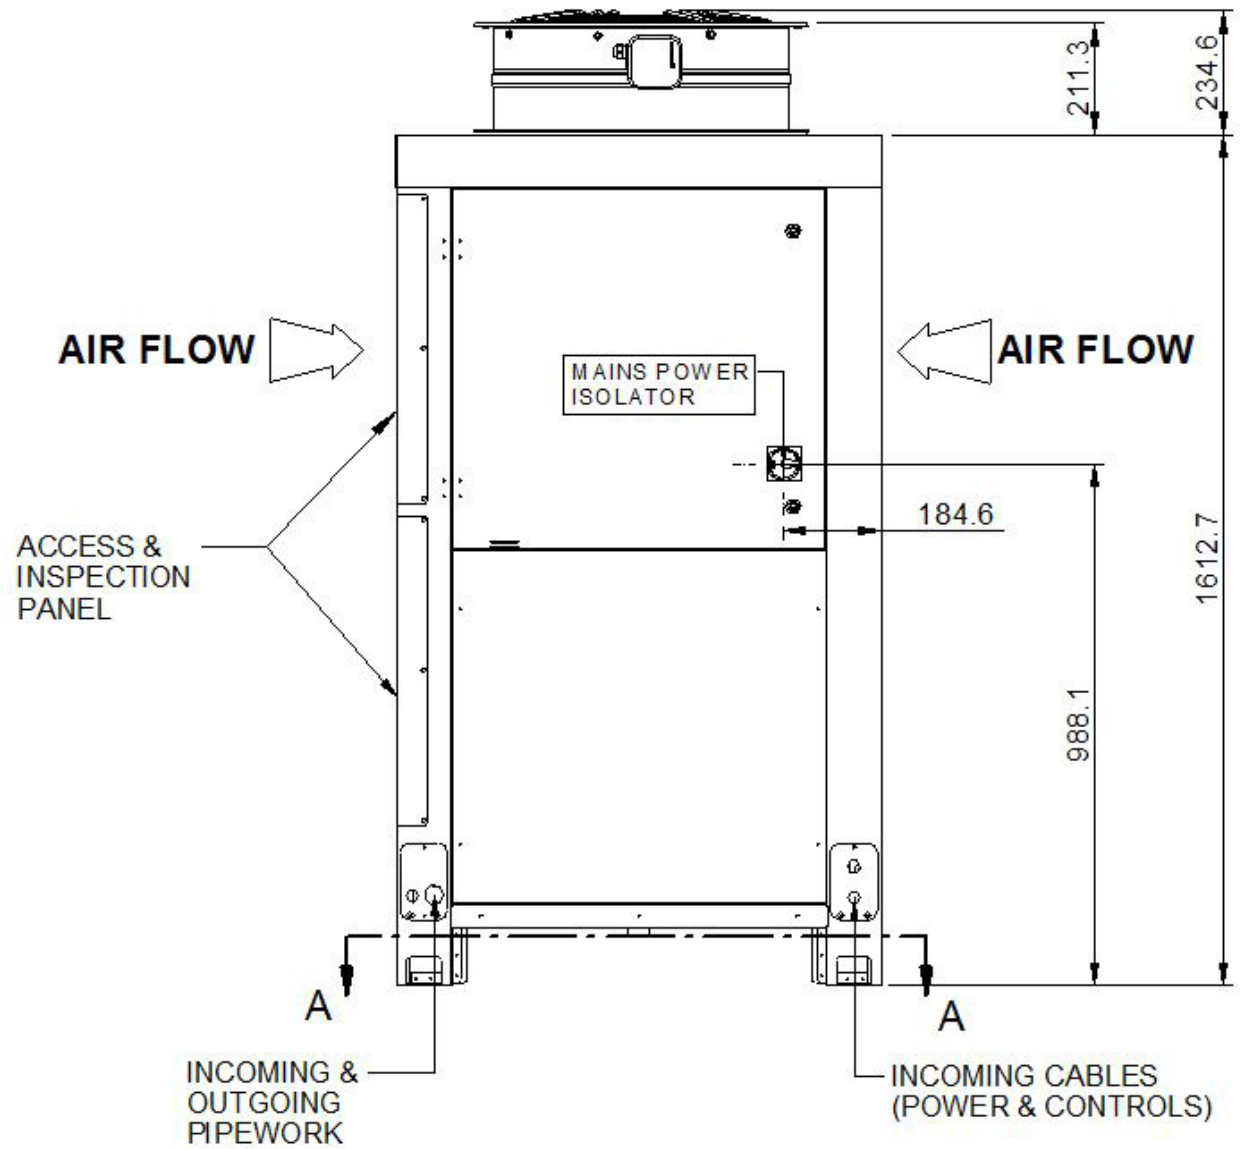 211.3
234.6
AIR FLOW
AIR FLOW
MAINS POWER
ISOLATOR
184.6
ACCESS &
INSPECTION
PANEL
1612.7
988.1
A
A
INCOMING &
OUTGOING
PIPEWORK
INCOMING CABLES
(POWER & CONTROLS)